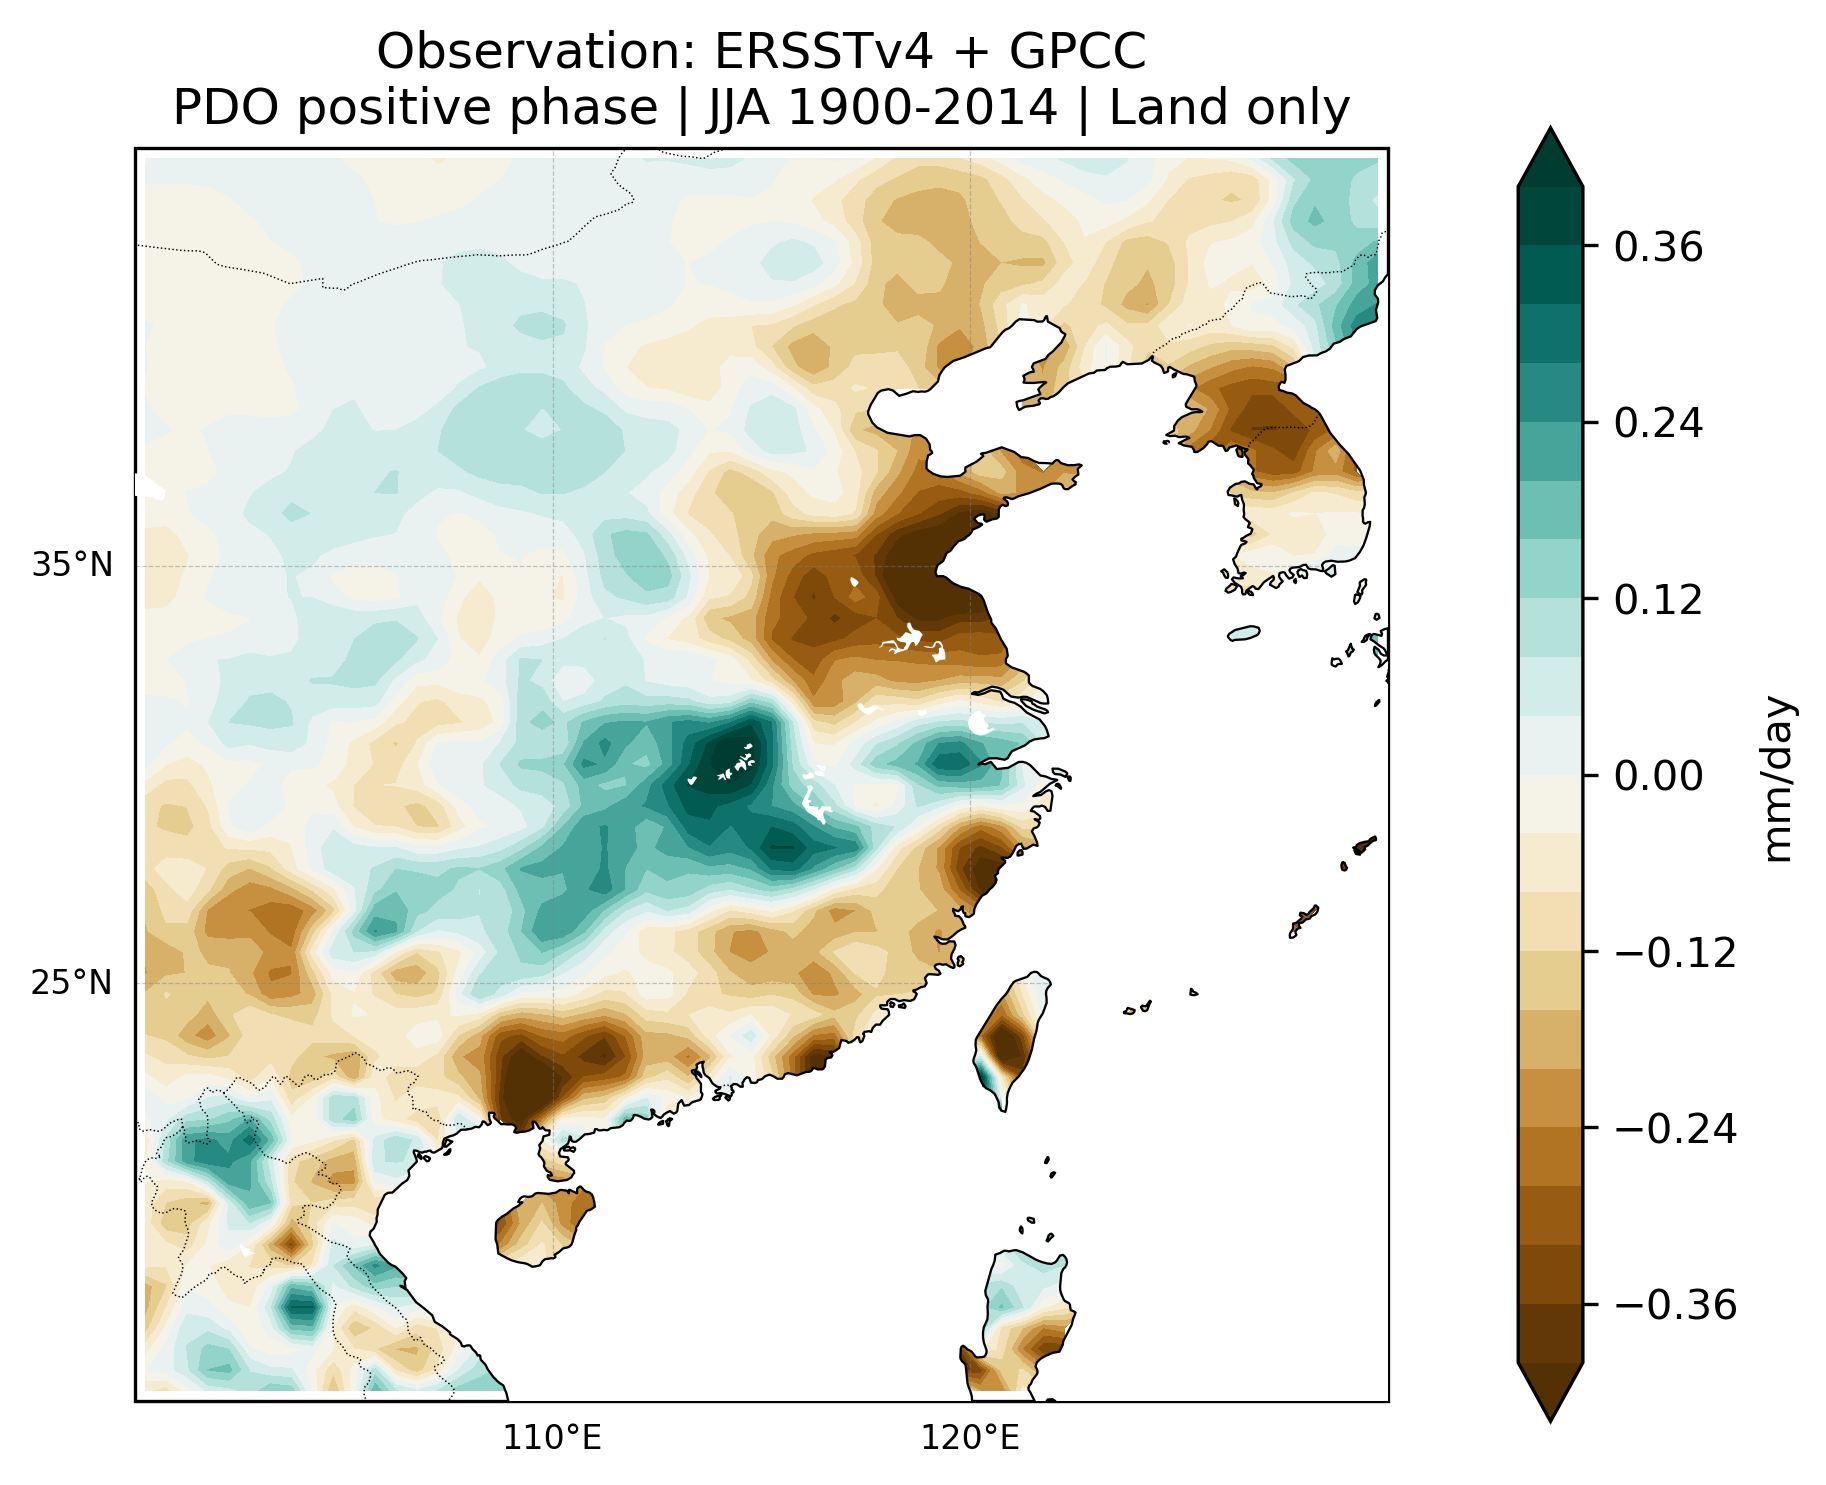 Observation: ERSSTv4 + GPCC
PDO positive phase | JJA 1900-2014 | Land only
35°N
25°N
110°E
120°E
0.36
0.24
0.12
0.00
−0.12
−0.24
−0.36
mm/day